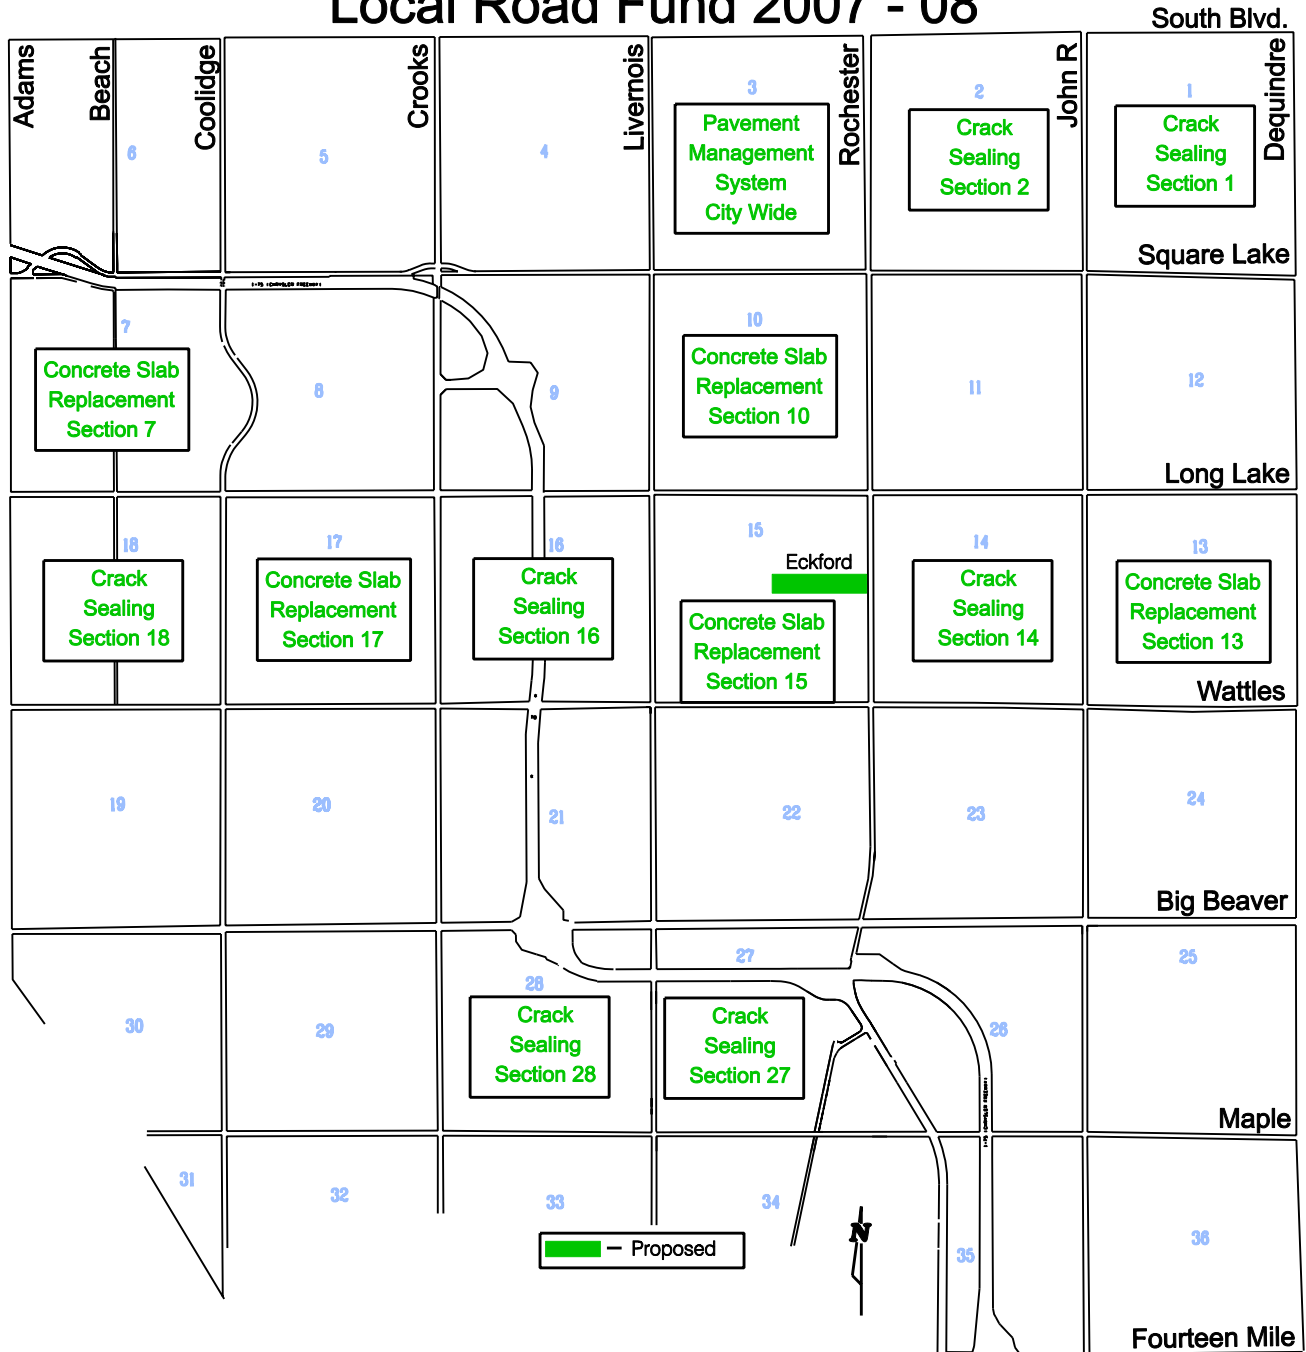 Local Road Fund 2007 - 08
South Blvd.
Adams
Beach
Coolidge
Crooks
Livernois
Rochester
John R
Dequindre
6
5
4
3
Pavement
Management
System
City Wide
2
Crack
Sealing
Section 2
1
Crack
Sealing
Section 1
Square Lake
7
Concrete Slab
Replacement
Section 7
8
9
10
Concrete Slab
Replacement
Section 10
11
12
Long Lake
18
Crack
Sealing
Section 18
17
Concrete Slab
Replacement
Section 17
16
Crack
Sealing
Section 16
15
Eckford
Concrete Slab
Replacement
Section 15
14
Crack
Sealing
Section 14
13
Concrete Slab
Replacement
Section 13
Wattles
19
20
21
22
23
24
Big Beaver
30
29
28
Crack
Sealing
Section 28
27
Crack
Sealing
Section 27
26
25
Maple
31
32
33
34
35
36
– Proposed
N
Fourteen Mile